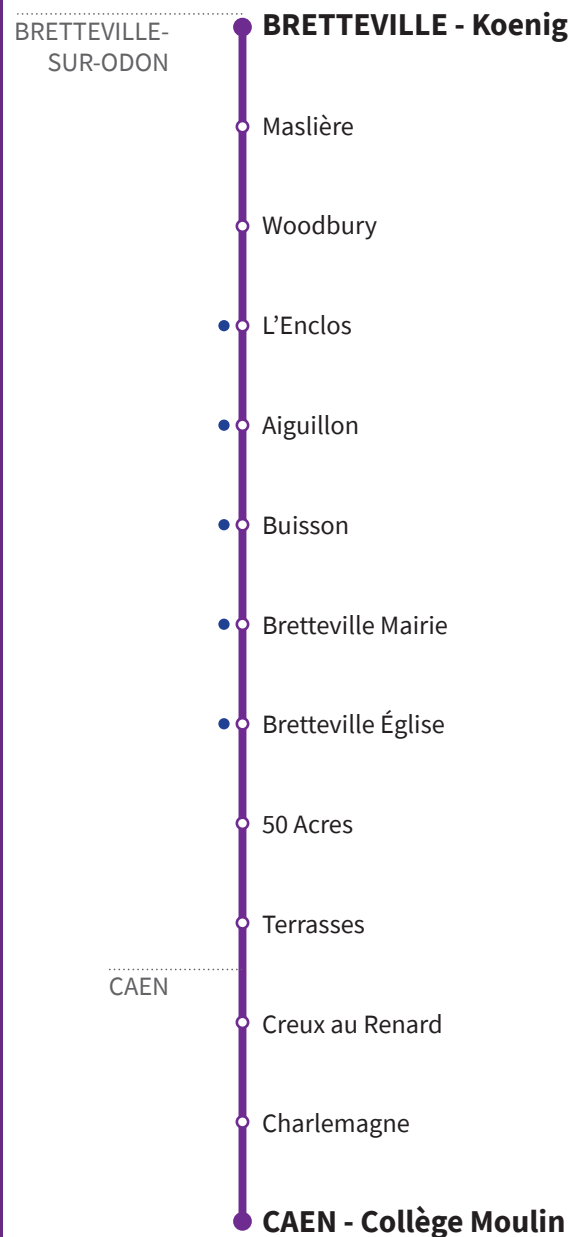 BRETTEVILLE-
SUR-ODON
BRETTEVILLE - Koenig
Maslière
Woodbury
L’Enclos
Aiguillon
Buisson
Bretteville Mairie
Bretteville Église
50 Acres
Terrasses
CAEN
Creux au Renard
Charlemagne
CAEN - Collège Moulin